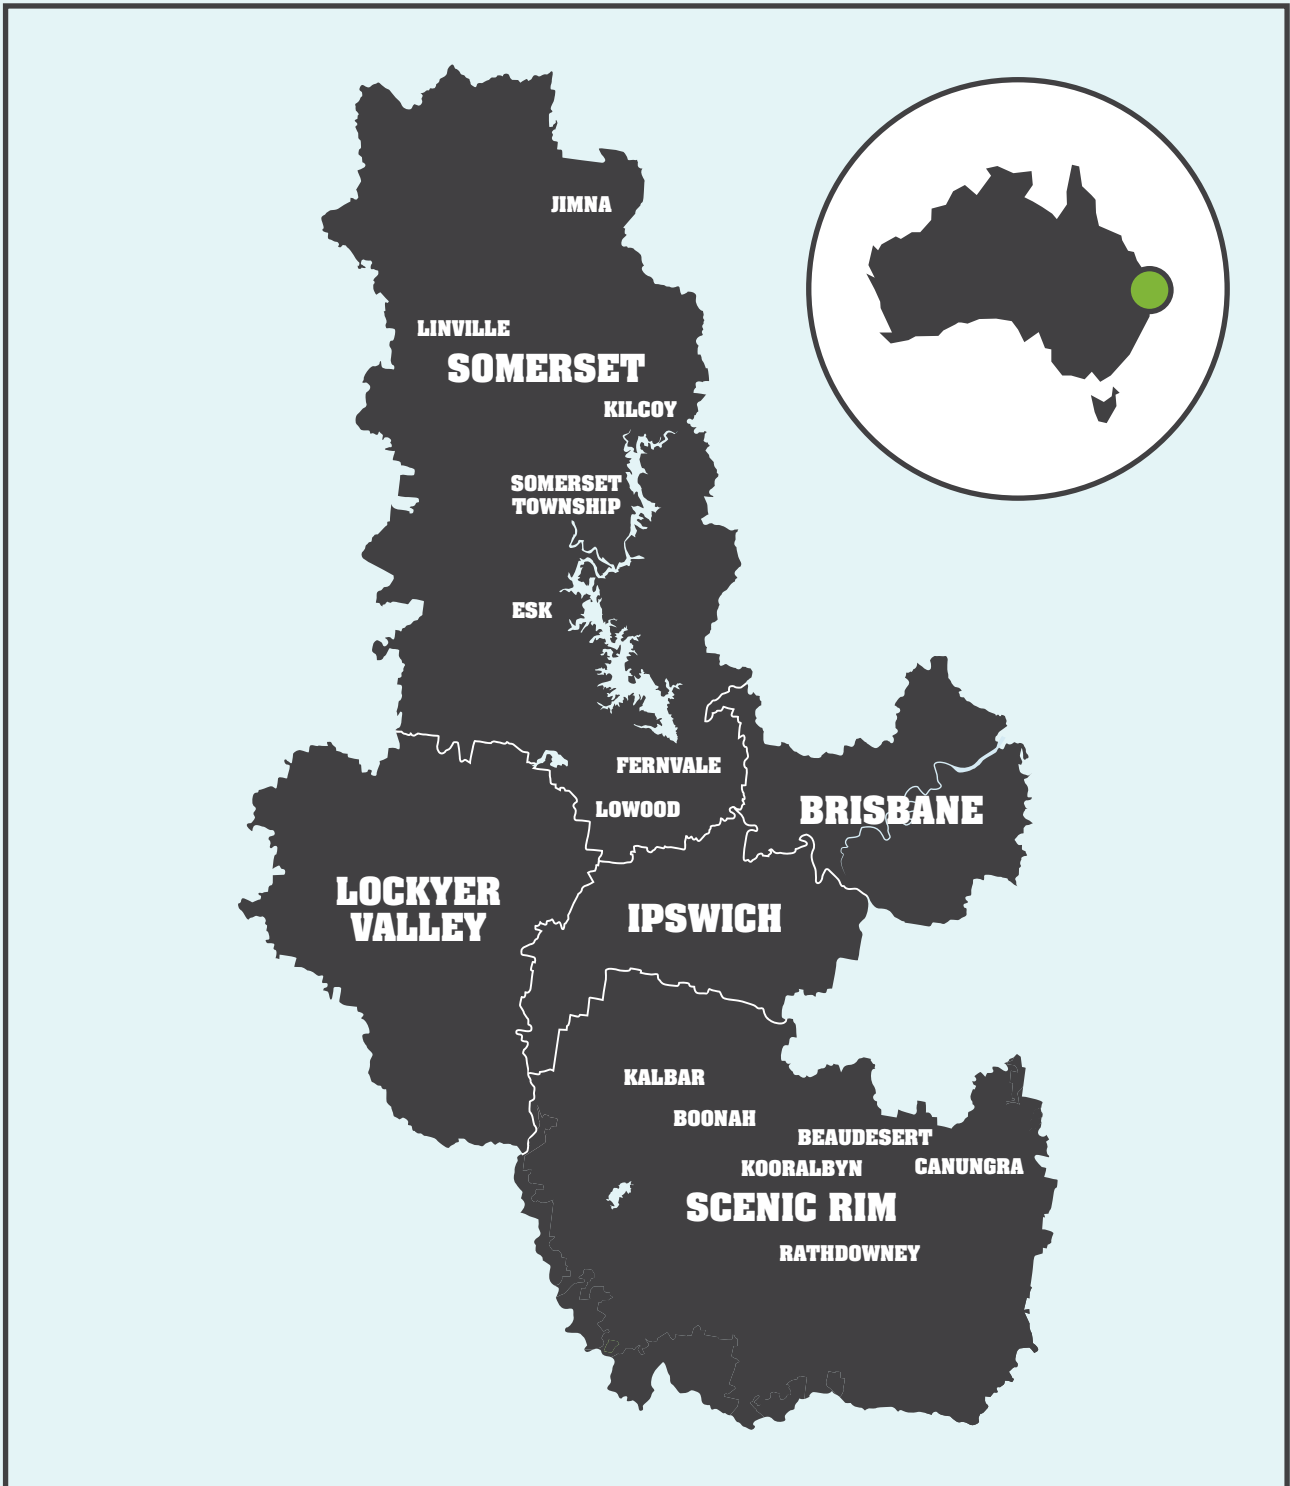 JIMNA
LINVILLE
SOMERSET
KILCOY
SOMERSET
TOWNSHIP
ESK
FERNVALE
LOWOOD
BRISBANE
LOCKYER
VALLEY
IPSWICH
KALBAR
BOONAH
BEAUDESERT
KOORALBYN
CANUNGRA
SCENIC RIM
RATHDOWNEY